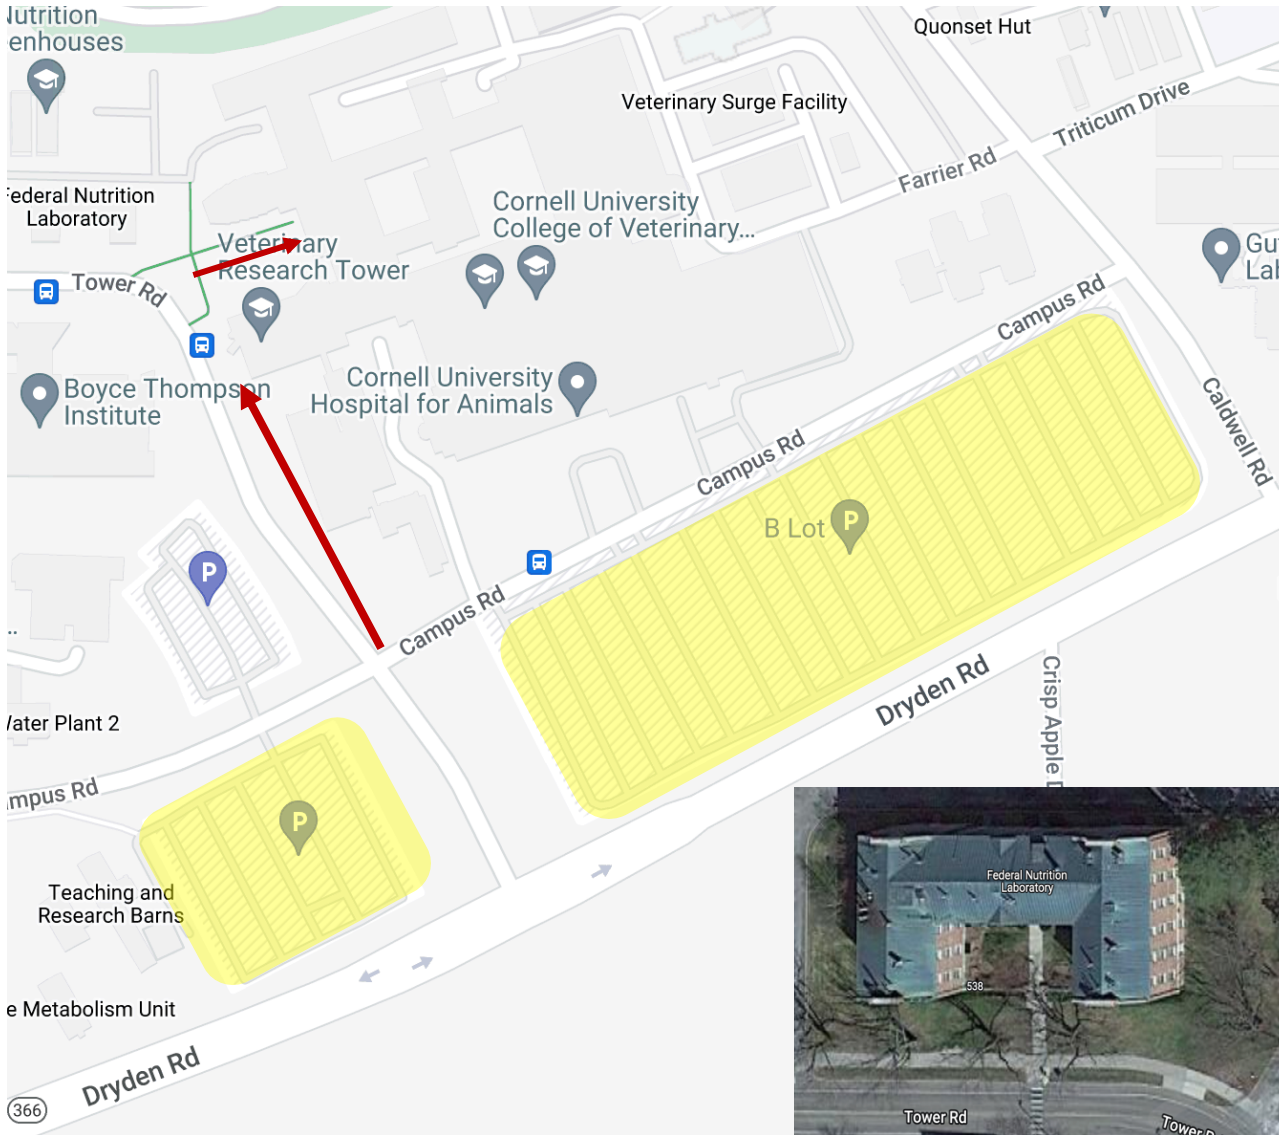 Nutrition
eenhouses
Quonset Hut
Veterinary Surge Facility
Triticum Drive
Farrier Rd
Federal Nutrition
Laboratory
Cornell University
College of Veterinary...
Veterinary
Research Tower
Gu
Lab
Tower Rd
Campus Rd
Boyce Thompson
Institute
Cornell University
Hospital for Animals
Caldwell Rd
Campus Rd
B Lot
P
P
..
Campus Rd
Crisp Apple D
Dryden Rd
Water Plant 2
mpus Rd
P
Teaching and
Research Barns
e Metabolism Unit
Dryden Rd
366
Federal Nutrition
Laboratory
538
Tower Rd
Tower